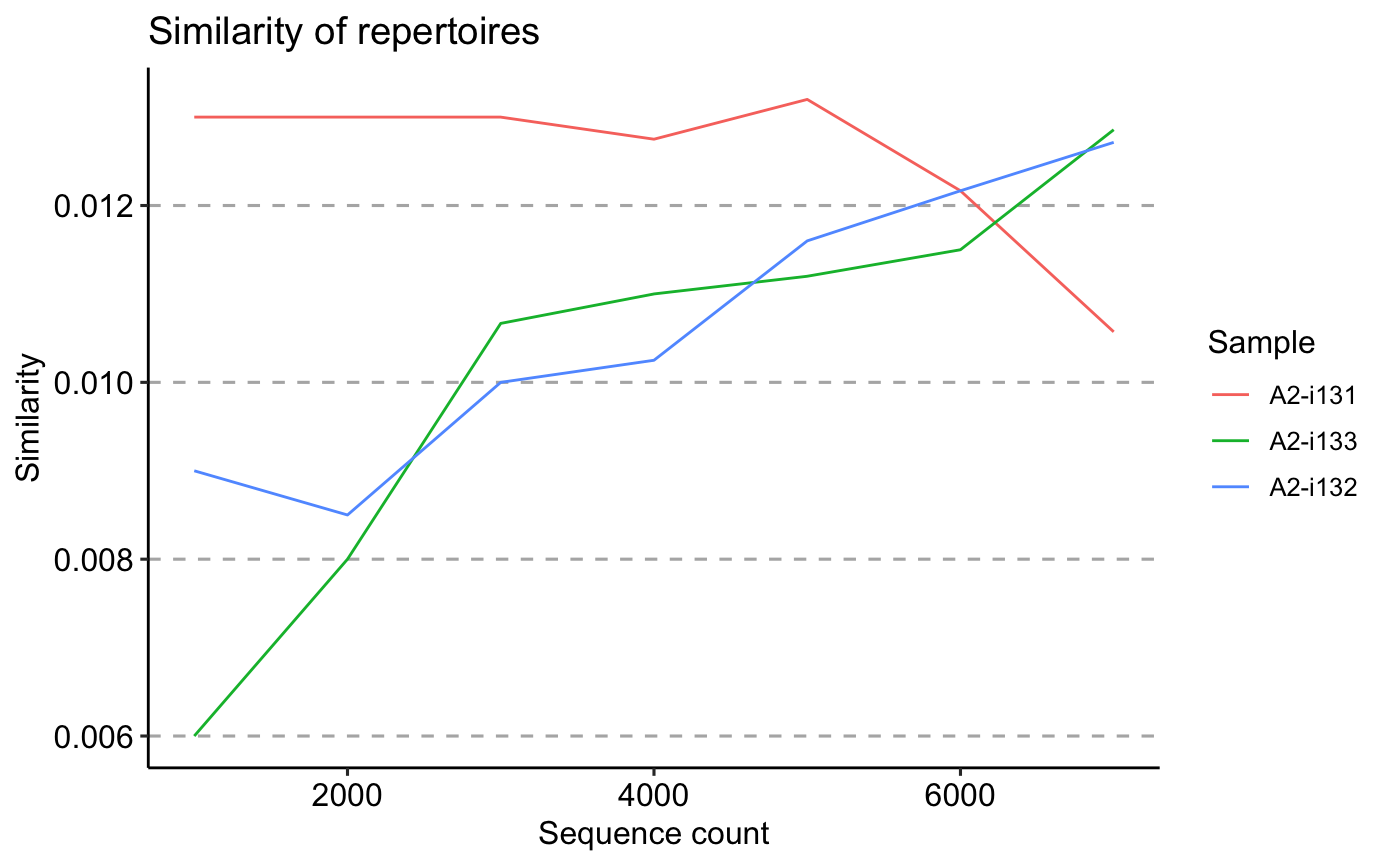 Similarity of repertoires
Similarity
0.012
0.010
0.008
0.006
2000 4000 6000
Sequence count
Sample
A2-i131
A2-i133
A2-i132